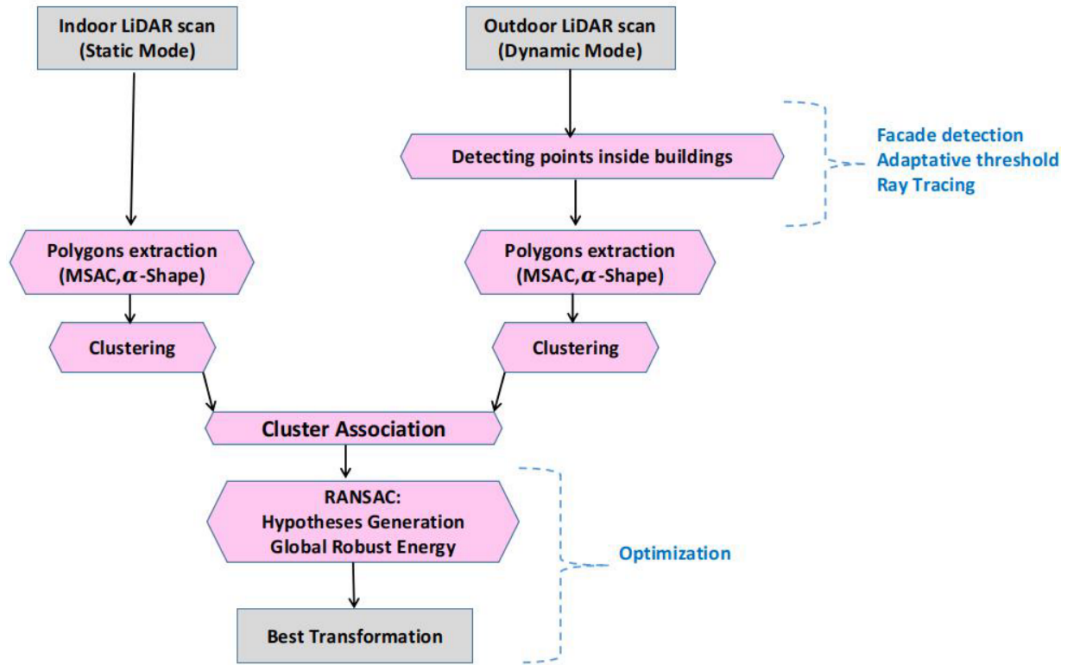 Indoor LiDAR scan
(Static Mode)
Outdoor LiDAR scan
(Dynamic Mode)
Detecting points inside buildings
Facade detection
Adaptative threshold
Ray Tracing
Polygons extraction
(MSAC,α-Shape)
Polygons extraction
(MSAC,α-Shape)
Clustering
Clustering
Cluster Association
RANSAC:
Hypotheses Generation
Global Robust Energy
Optimization
Best Transformation